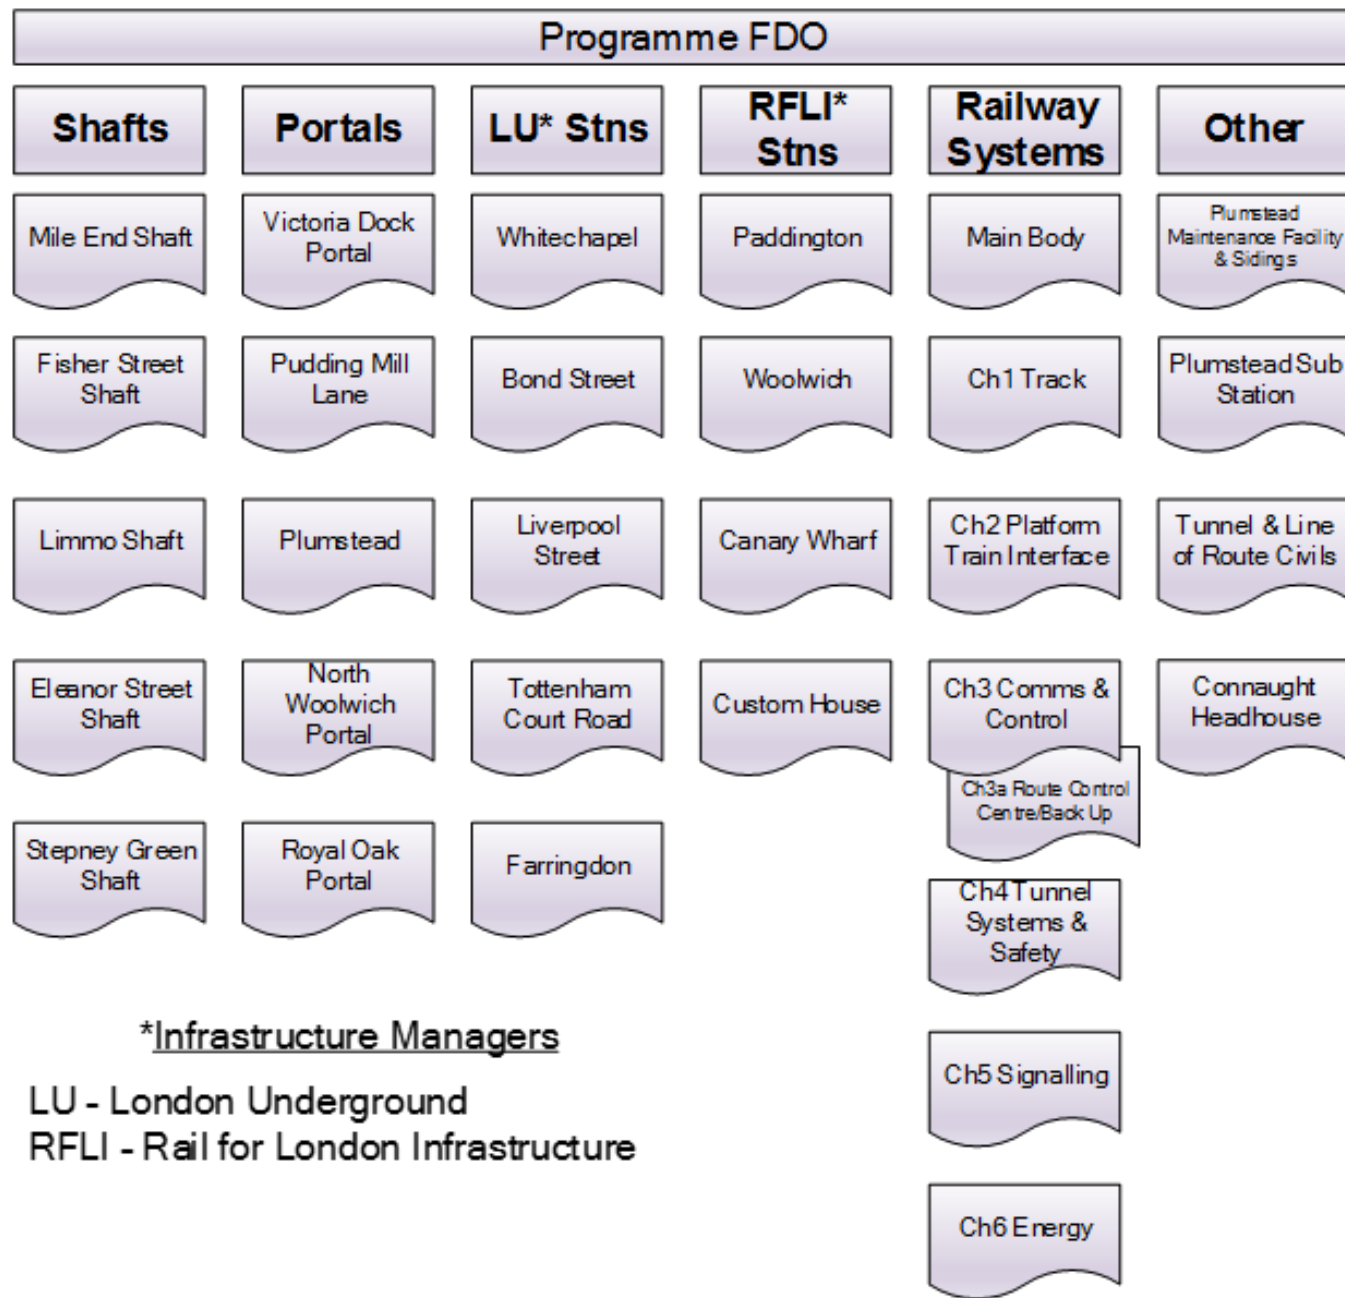 Programme FDO
Shafts
Mile End Shaft
Fisher Street
Shaft
Limmo Shaft
Eleanor Street
Shaft
Stepney Green
Shaft
Portals
Victoria Dock
Portal
Pudding Mill
Lane
Plumstead
North
Woolwich
Portal
Royal Oak
Portal
LU* Stns
Whitechapel
Bond Street
Liverpool
Street
Tottenham
Court Road
Farringdon
RFLI*
Stns
Paddington
Woolwich
Canary Wharf
Custom House
Railway
Systems
Main Body
Ch1 Track
Ch2 Platform
Train Interface
Ch3 Comms &
Control
Ch3a Route Control
Centre/Back Up
Ch4 Tunnel
Systems &
Safety
Ch5 Signalling
Ch6 Energy
Other
Plumstead
Maintenance Facility
& Sidings
Plumstead Sub
Station
Tunnel & Line
of Route Civils
Connaught
Headhouse
*Infrastructure Managers
LU - London Underground
RFLI - Rail for London Infrastructure